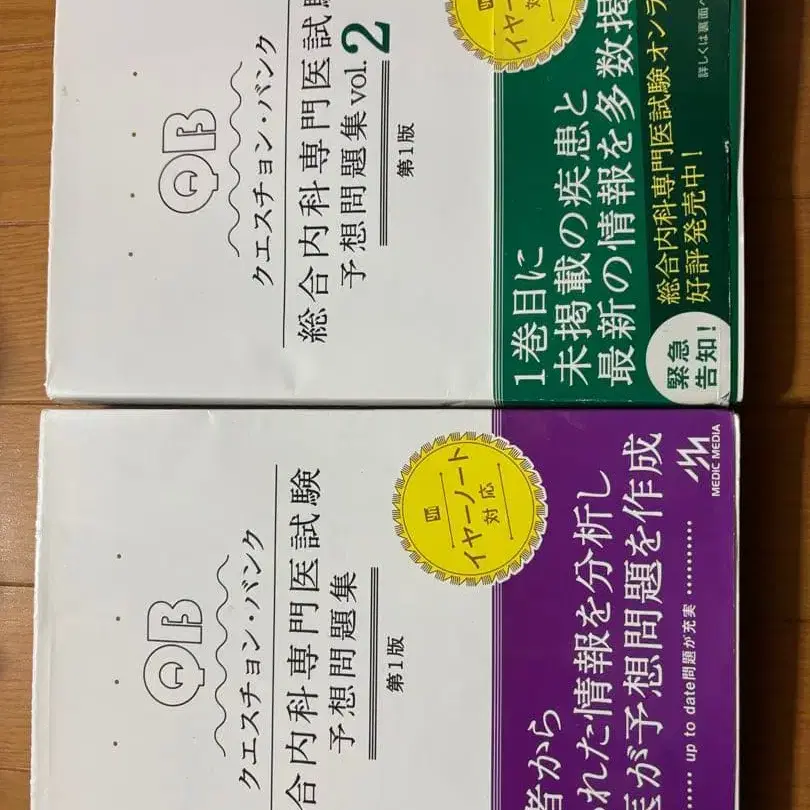 QB
クエスチョン・バンク
総合内科専門医試験
予想問題集vol.2
第1版
イヤー
対応
1巻目に
未掲載の疾患と
最新の情報を多数掲
緊急
告知!
総合内科専門医試験オンラ
好評発売中!
詳しくは裏面へ
QB
クエスチョン・バンク
合内科専門医試験
予想問題集
第1版
イヤーノート
対応
者から
れた情報を分析し
が予想問題を作成
up to date問題が充実
MEDIC MEDIA